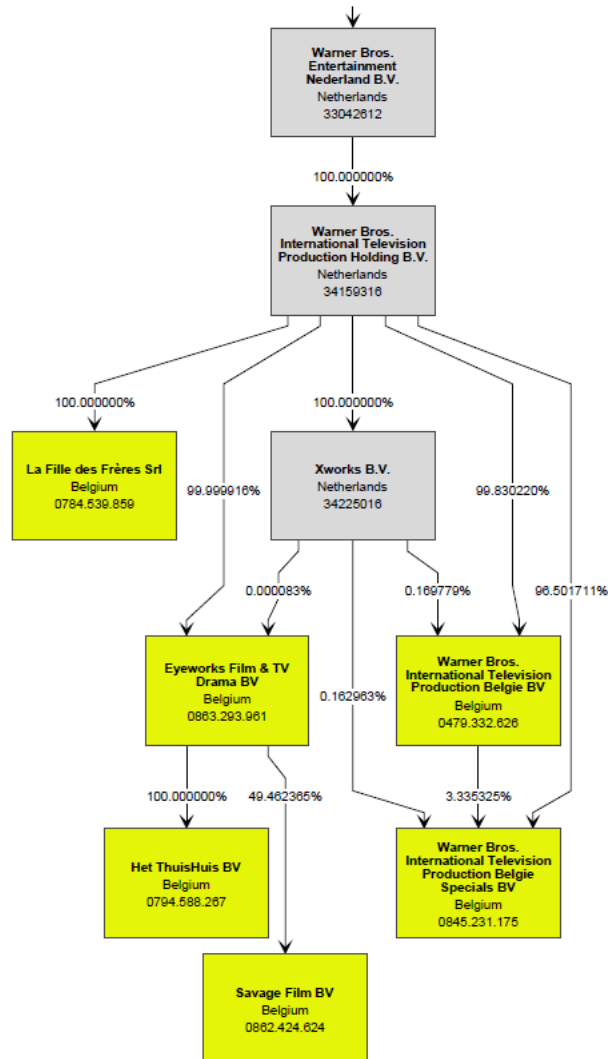 Warner Bros.
Entertainment
Nederland B.V.
Netherlands
33042612
100.000000%
Warner Bros.
International Television
Production Holding B.V.
Netherlands
34159316
100.000000%
100.000000%
La Fille des Frères Srl
Belgium
0784.539.859
99.999916%
Xworks B.V.
Netherlands
34225016
99.830220%
0.000083%
0.169779%
96.501711%
Eyeworks Film & TV
Drama BV
Belgium
0863.293.961
0.162963%
Warner Bros.
International Television
Production Belgie BV
Belgium
0479.332.626
100.000000%
49.462365%
3.335325%
Het ThuisHuis BV
Belgium
0794.588.267
Warner Bros.
International Television
Production Belgie
Specials BV
Belgium
0845.231.175
Savage Film BV
Belgium
0862.424.624